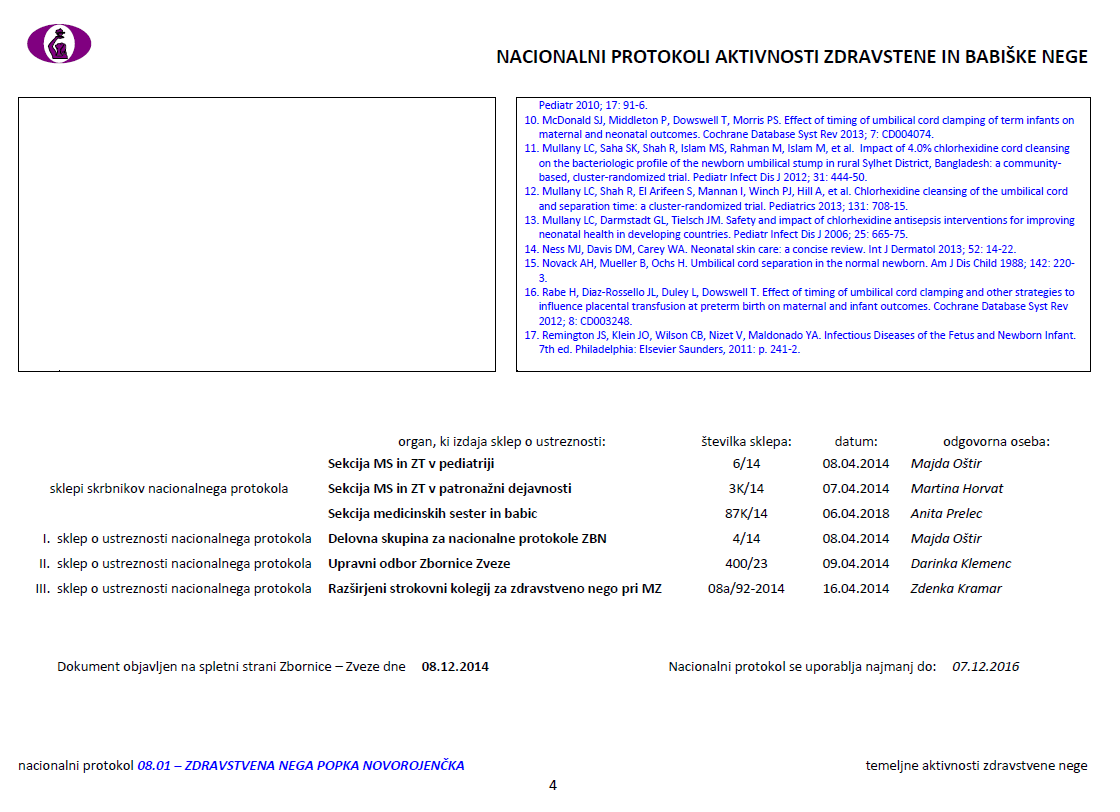 NACIONALNI PROTOKOLI AKTIVNOSTI ZDRAVSTENE IN BABIŠKE NEGE
Pediatr 2010; 17: 91-6.
10. McDonald SJ, Middleton P, Dowswell T, Morris PS. Effect of timing of umbilical cord clamping of term infants on
maternal and neonatal outcomes. Cochrane Database Syst Rev 2013; 7: CD004074.
11. Mullany LC, Saha SK, Shah R, Islam MS, Rahman M, Islam M, et al. Impact of 4.0% chlorhexidine cord cleansing
on the bacteriologic profile of the newborn umbilical stump in rural Sylhet District, Bangladesh: a community-
based, cluster-randomized trial. Pediatr Infect Dis J 2012; 31: 444-50.
12. Mullany LC, Shah R, El Arifeen S, Mannan I, Winch PJ, Hill A, et al. Chlorhexidine cleansing of the umbilical cord
and separation time: a cluster-randomized trial. Pediatrics 2013; 131: 708-15.
13. Mullany LC, Darmstadt GL, Tielsch JM. Safety and impact of chlorhexidine antisepsis interventions for improving
neonatal health in developing countries. Pediatr Infect Dis J 2006; 25: 665-75.
14. Ness MJ, Davis DM, Carey WA. Neonatal skin care: a concise review. Int J Dermatol 2013; 52: 14-22.
15. Novack AH, Mueller B, Ochs H. Umbilical cord separation in the normal newborn. Am J Dis Child 1988; 142: 220-
3.
16. Rabe H, Diaz-Rossello JL, Duley L, Dowswell T. Effect of timing of umbilical cord clamping and other strategies to
influence placental transfusion at preterm birth on maternal and infant outcomes. Cochrane Database Syst Rev
2012; 8: CD003248.
17. Remington JS, Klein JO, Wilson CB, Nizet V, Maldonado YA. Infectious Diseases of the Fetus and Newborn Infant.
7th ed. Philadelphia: Elsevier Saunders, 2011: p. 241-2.
organ, ki izdaja sklep o ustreznosti: številka sklepa: datum: odgovorna oseba:
Sekcija MS in ZT v pediatriji 6/14 08.04.2014 Majda Oštir
sklepi skrbnikov nacionalnega protokola Sekcija MS in ZT v patronažni dejavnosti 3K/14 07.04.2014 Martina Horvat
Sekcija medicinskih sester in babic 87K/14 06.04.2018 Anita Prelec
I. sklep o ustreznosti nacionalnega protokola Delovna skupina za nacionalne protokole ZBN 4/14 08.04.2014 Majda Oštir
II. sklep o ustreznosti nacionalnega protokola Upravni odbor Zbornice Zveze 400/23 09.04.2014 Darinka Klemenc
III. sklep o ustreznosti nacionalnega protokola Razširjeni strokovni kolegij za zdravstveno nego pri MZ 08a/92-2014 16.04.2014 Zdenka Kramar
Dokument objavljen na spletni strani Zbornice – Zveze dne 08.12.2014 Nacionalni protokol se uporablja najmanj do: 07.12.2016
nacionalni protokol 08.01 – ZDRAVSTVENA NEGA POPKA NOVOROJENČKA temeljne aktivnosti zdravstvene nege
4